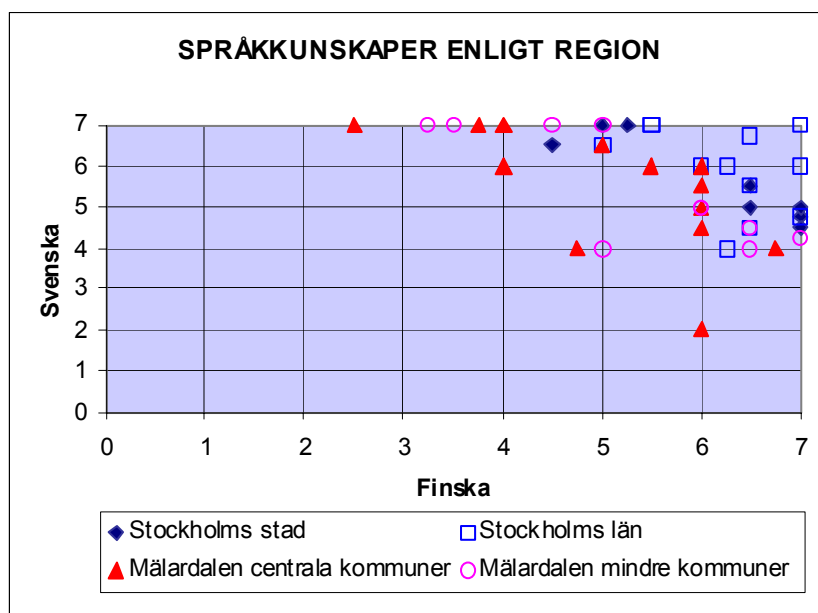 SPRÅKKUNSKAPER ENLIGT REGION
Svenska
7
6
5
4
3
2
1
0
0 1 2 3 4 5 6 7
Finska
Stockholms stad Stockholms län
Mälardalen centrala kommuner Mälardalen mindre kommuner